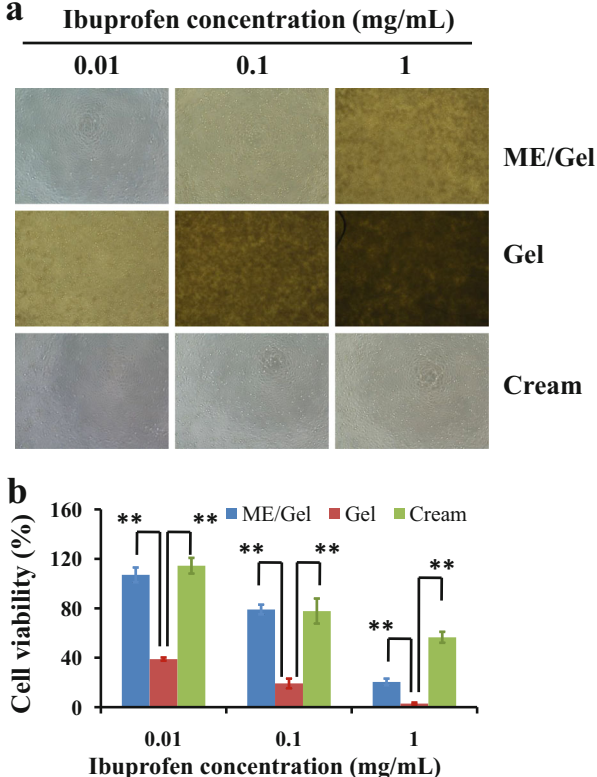 a
Ibuprofen concentration (mg/mL)
0.01 0.1 1
ME/Gel
Gel
Cream
b
160
120
80
40
0
Cell viability (%)
ME/Gel Gel Cream
** **
** **
** **
0.01 0.1 1
Ibuprofen concentration (mg/mL)